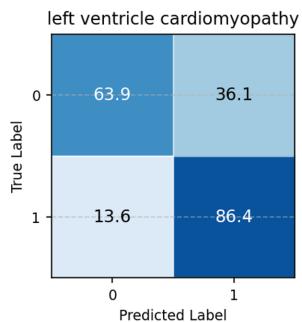 left ventricle cardiomyopathy
0 63.9 36.1
True Label
1 13.6 86.4
0 1
Predicted Label